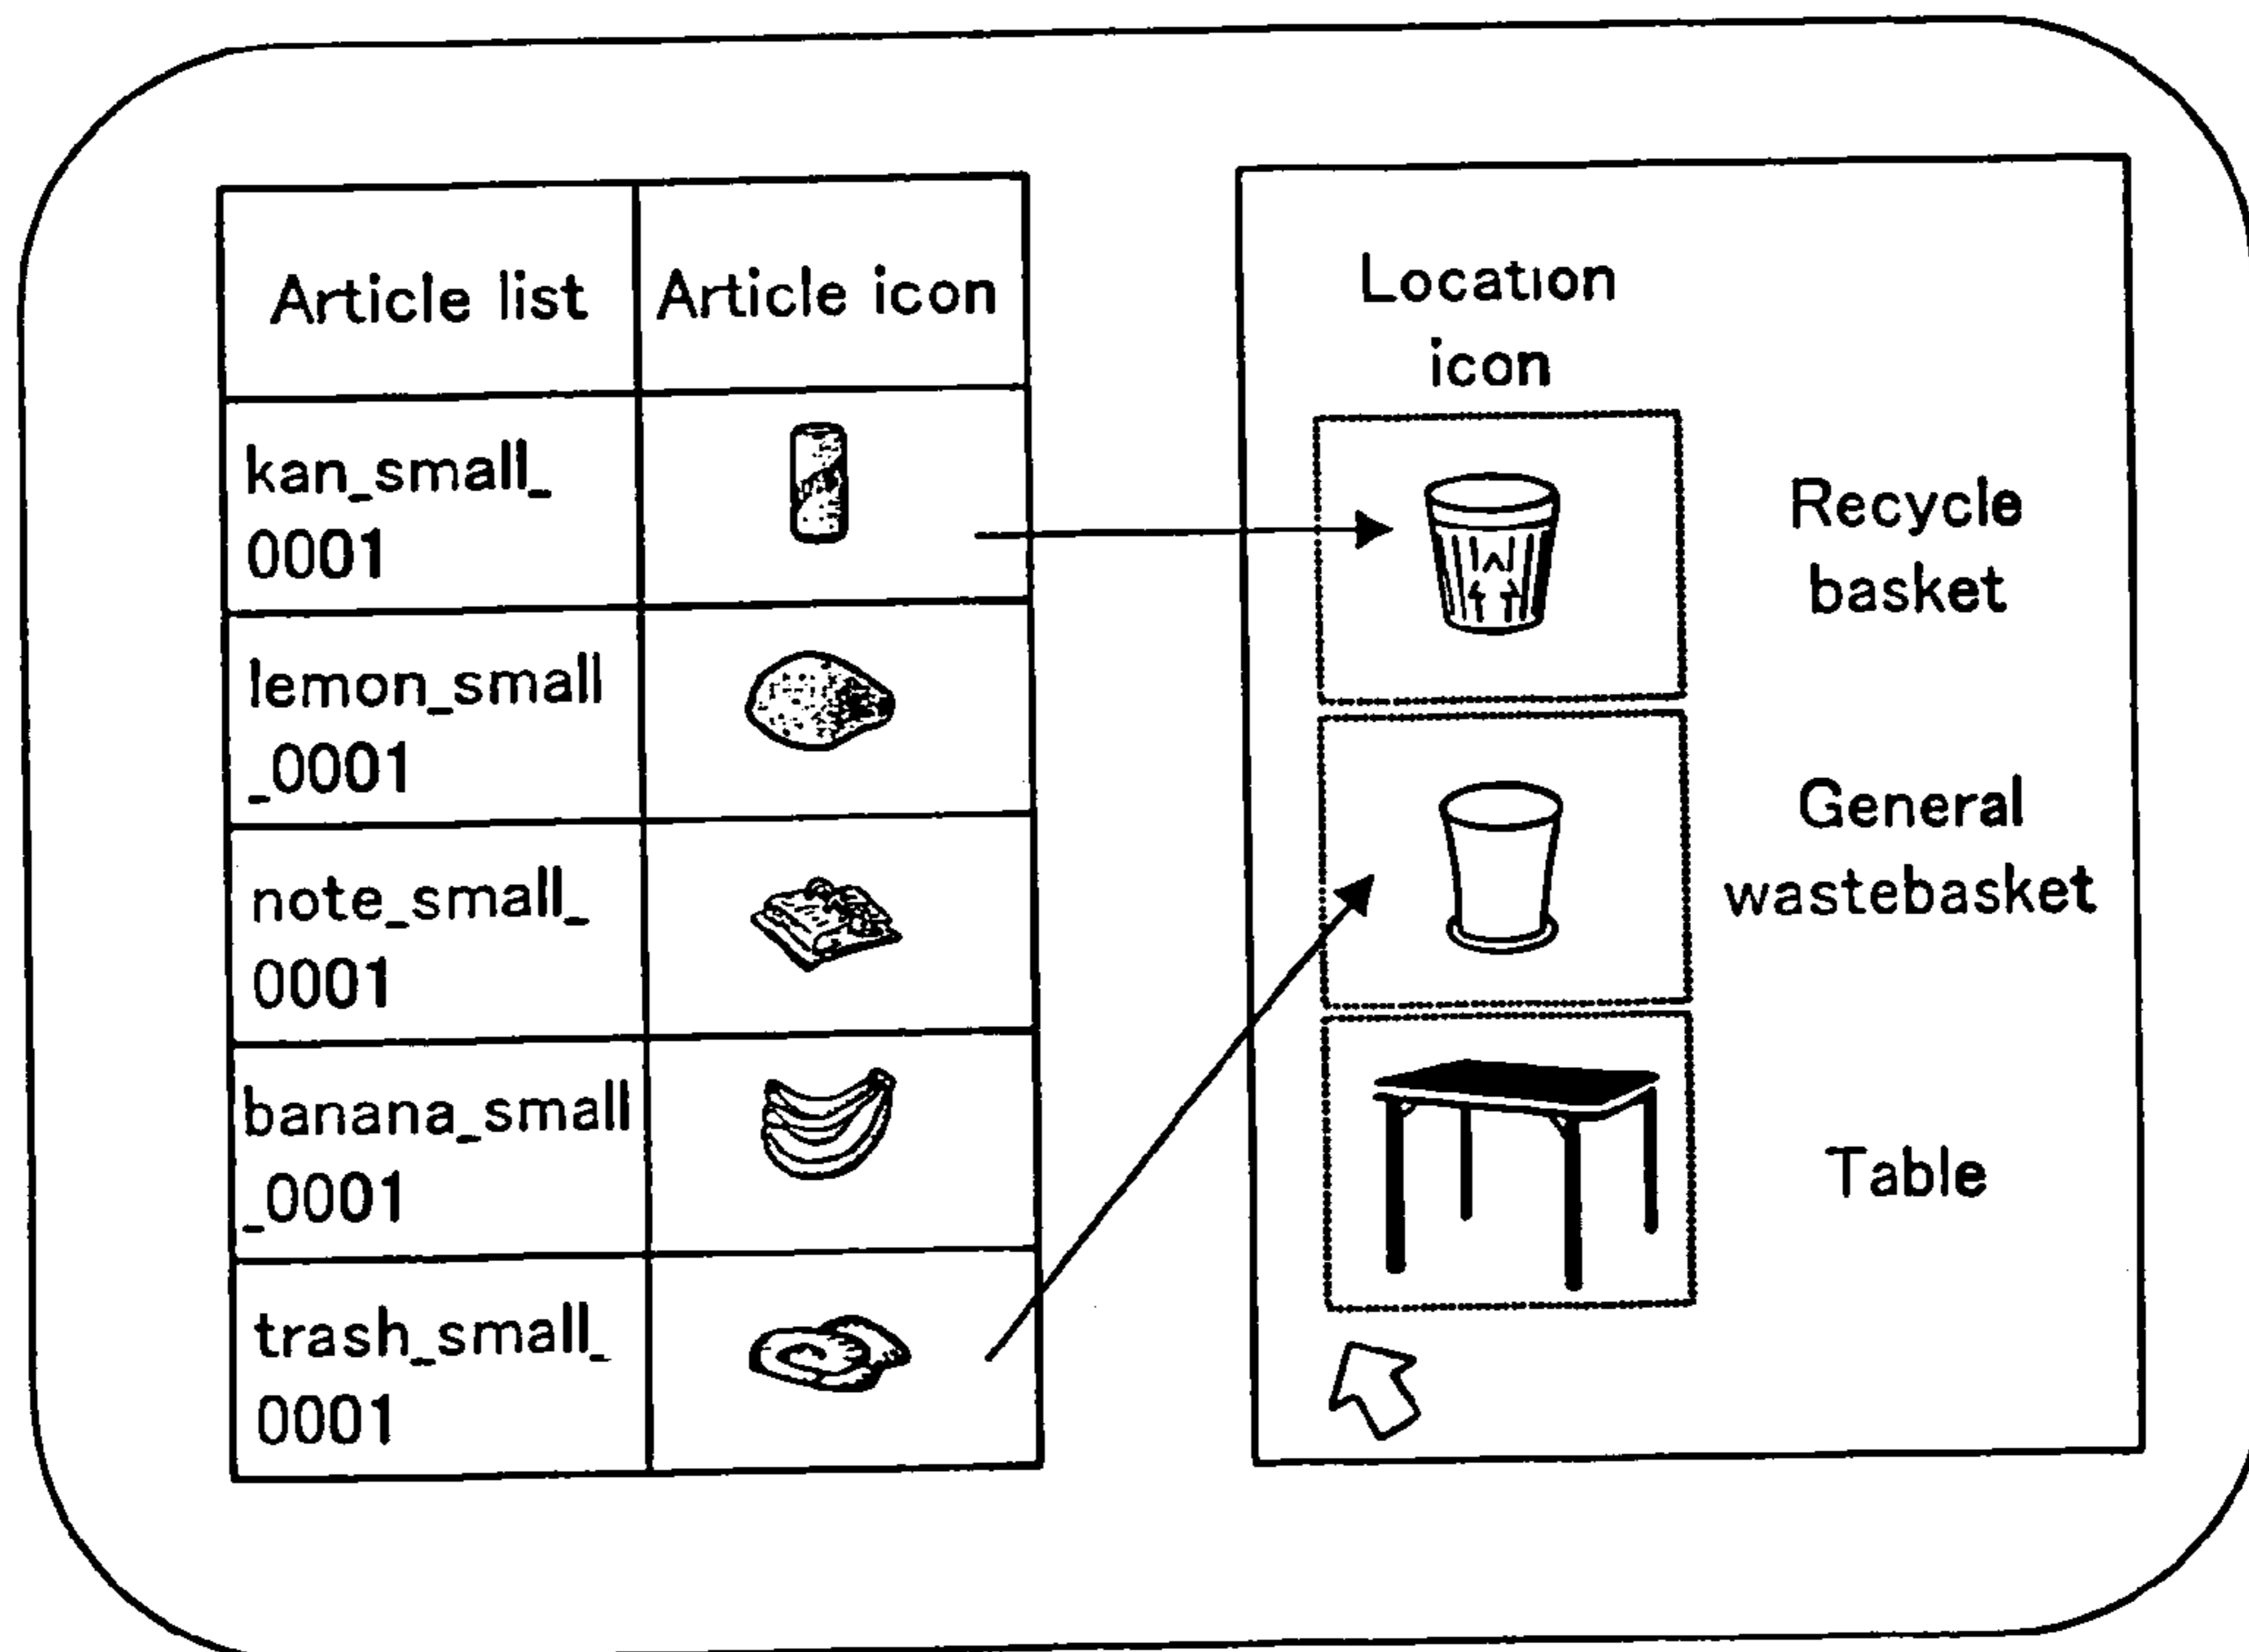 Article list
Article icon
kan_small_
0001
lemon_small
_0001
note_small_
0001
banana_small
_0001
trash_small_
0001
Location
icon
Recycle
basket
General
wastebasket
Table